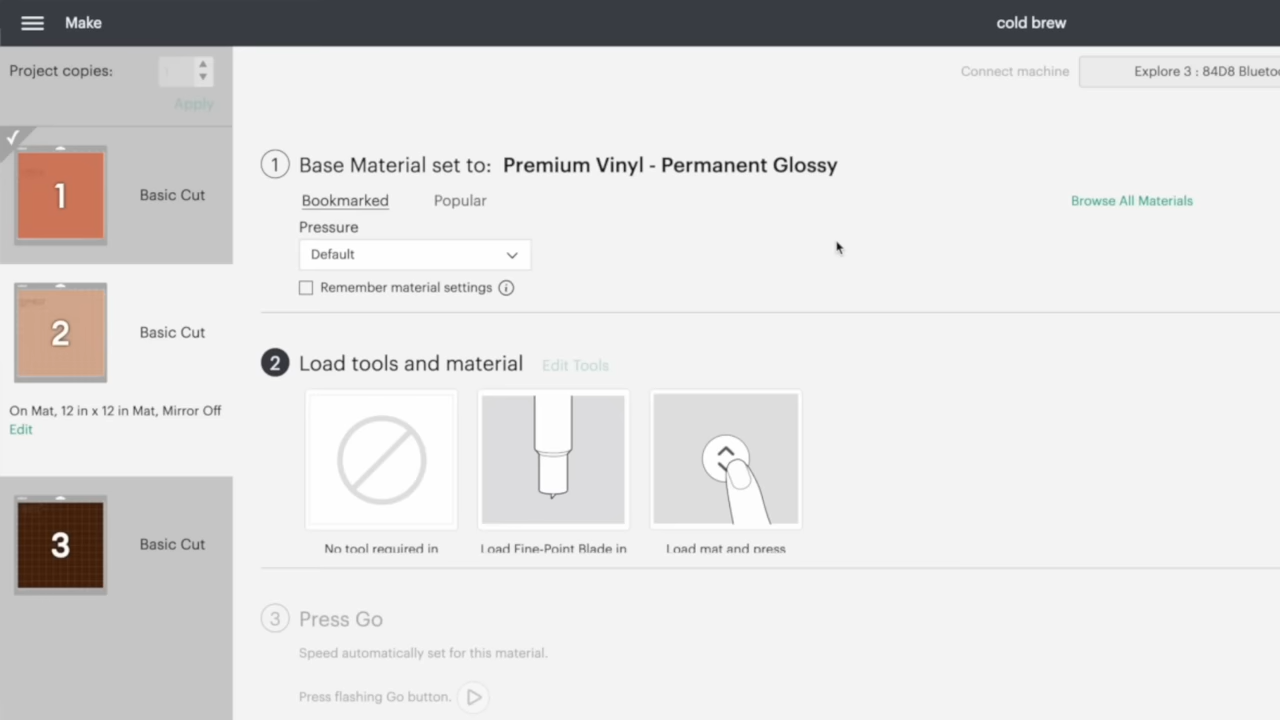 Make
cold brew
Project copies:
Apply
Connect machine
Explore 3 : 84D8
1
Basic Cut
2
Basic Cut
On Mat, 12 in x 12 in Mat, Mirror Off
Edit
3
Basic Cut
1 Base Material set to: Premium Vinyl - Permanent Glossy
Bookmarked Popular
Browse All Materials
Pressure
Default
Remember material settings
2 Load tools and material Edit Tools
No tool required in
Load Fine-Point Blade in
Load mat and press
3 Press Go
Speed automatically set for this material.
Press flashing Go button.